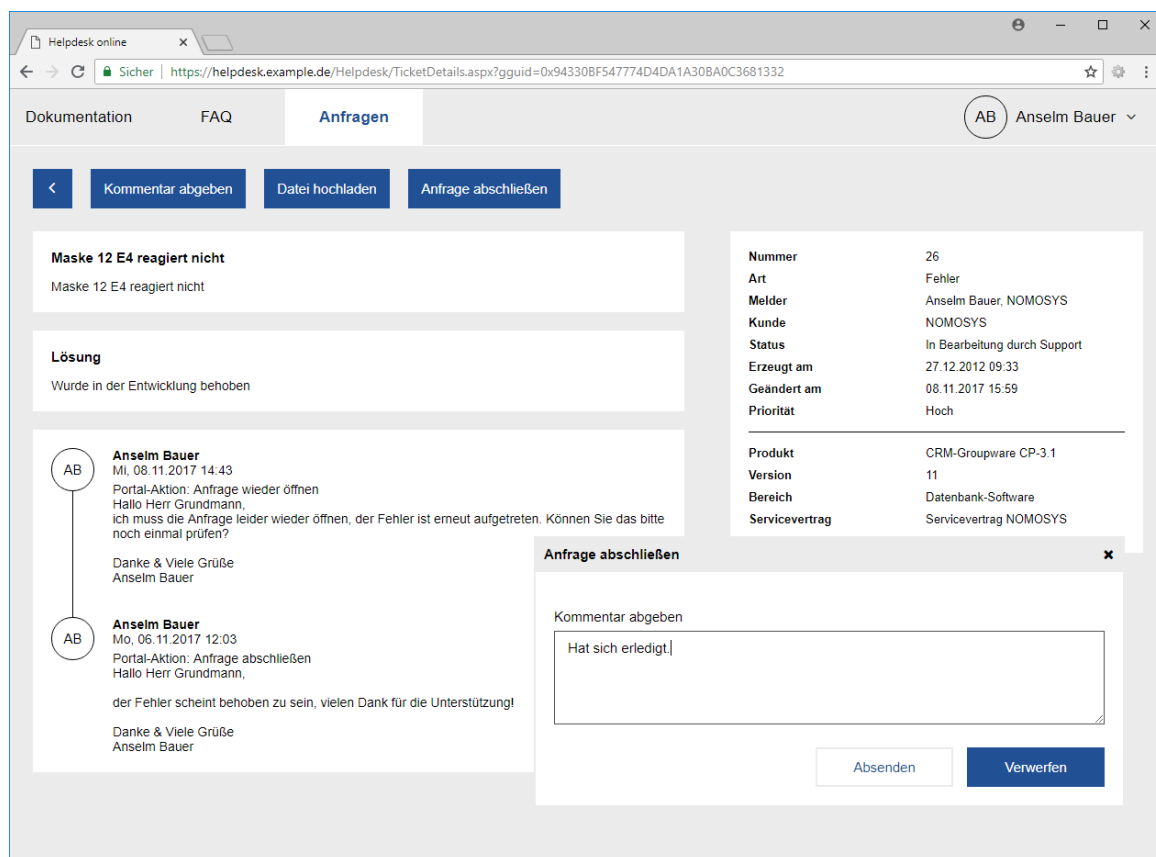 Helpdesk online
Sicher | https://helpdesk.example.de/Helpdesk/TicketDetails.aspx?gguid=0x94330BF547774D4DA1A30BA0C3681332
Dokumentation FAQ Anfragen AB Anselm Bauer
Kommentar abgeben Datei hochladen Anfrage abschließen
Maske 12 E4 reagiert nicht
Maske 12 E4 reagiert nicht
Lösung
Wurde in der Entwicklung behoben
AB
Anselm Bauer
Mi, 08.11.2017 14:43
Portal-Aktion: Anfrage wieder öffnen
Hallo Herr Grundmann,
ich muss die Anfrage leider wieder öffnen, der Fehler ist erneut aufgetreten. Können Sie das bitte
noch einmal prüfen?
Danke & Viele Grüße
Anselm Bauer
AB
Anselm Bauer
Mo, 06.11.2017 12:03
Portal-Aktion: Anfrage abschließen
Hallo Herr Grundmann,
der Fehler scheint behoben zu sein, vielen Dank für die Unterstützung!
Danke & Viele Grüße
Anselm Bauer
Nummer 26
Art Fehler
Melder Anselm Bauer, NOMOSYS
Kunde NOMOSYS
Status In Bearbeitung durch Support
Erzeugt am 27.12.2012 09:33
Geändert am 08.11.2017 15:59
Priorität Hoch
Produkt CRM-Groupware CP-3.1
Version 11
Bereich Datenbank-Software
Servicevertrag Servicevertrag NOMOSYS
Anfrage abschließen
Kommentar abgeben
Hat sich erledigt.
Absenden Verwerfen